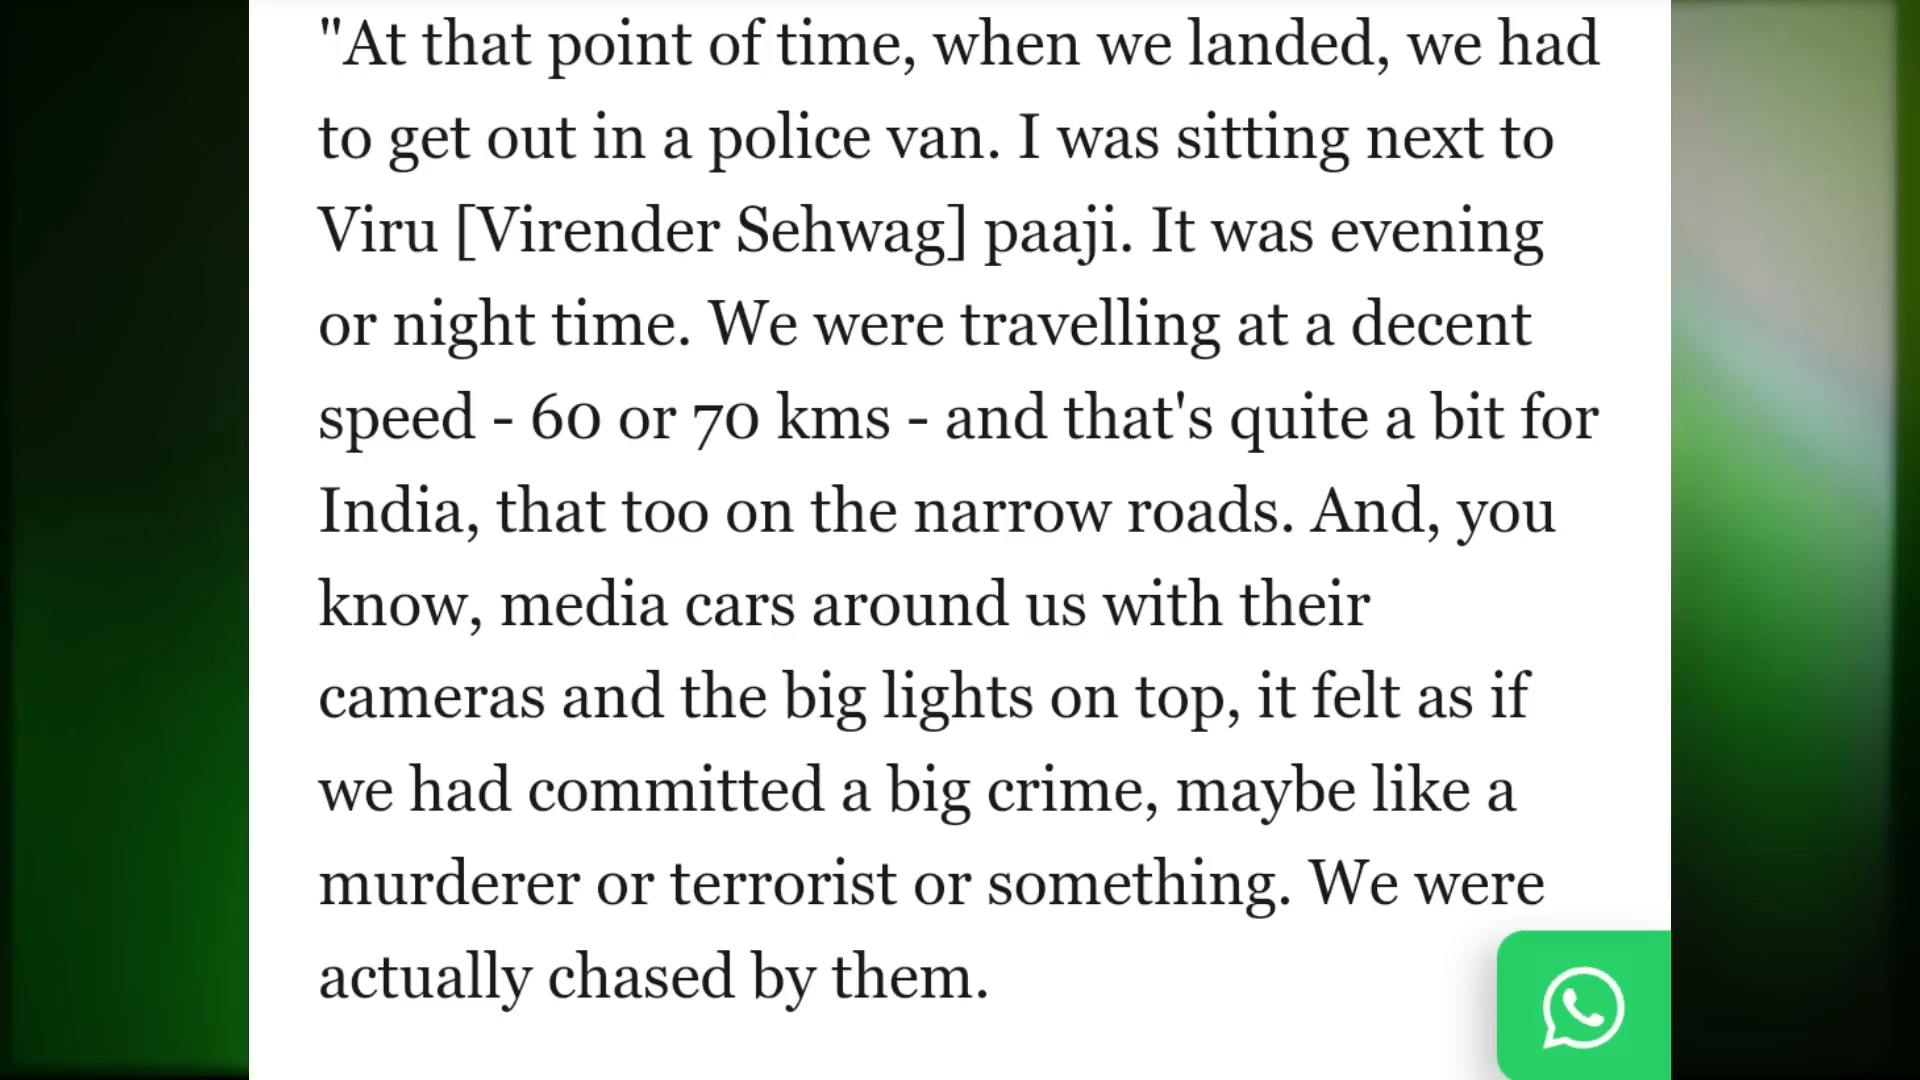 "At that point of time, when we landed, we had
to get out in a police van. I was sitting next to
Viru [Virender Sehwag] paaji. It was evening
or night time. We were travelling at a decent
speed - 60 or 70 kms - and that's quite a bit for
India, that too on the narrow roads. And, you
know, media cars around us with their
cameras and the big lights on top, it felt as if
we had committed a big crime, maybe like a
murderer or terrorist or something. We were
actually chased by them.